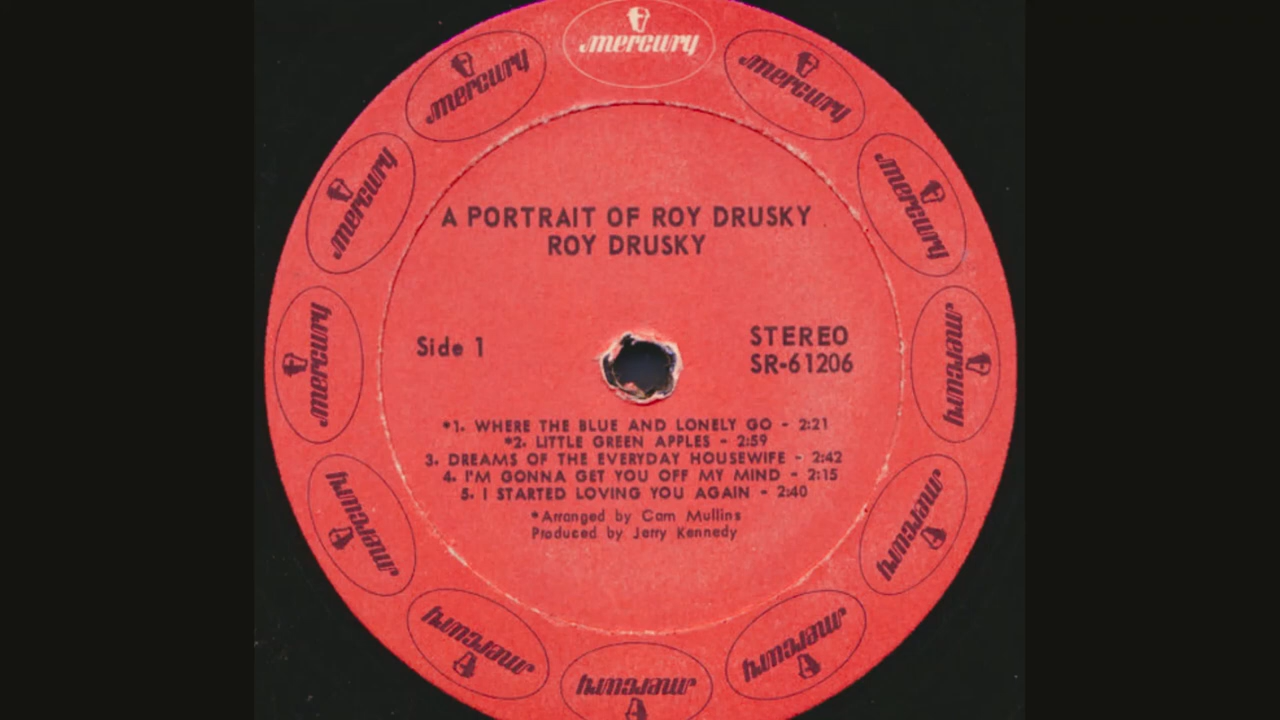 mercury
mercury
mercury
mercury
mercury
mercury
mercury
mercury
mercury
mercury
mercury
mercury
A PORTRAIT OF ROY DRUSKY
ROY DRUSKY
Side 1
STEREO
SR-61206
*1. WHERE THE BLUE AND LONELY GO - 2:21
*2. LITTLE GREEN APPLES - 2:59
3. DREAMS OF THE EVERYDAY HOUSEWIFE - 2:42
4. I'M GONNA GET YOU OFF MY MIND - 2:15
5. I STARTED LOVING YOU AGAIN - 2:40
*Arranged by Cam Mullins
Produced by Jerry Kennedy